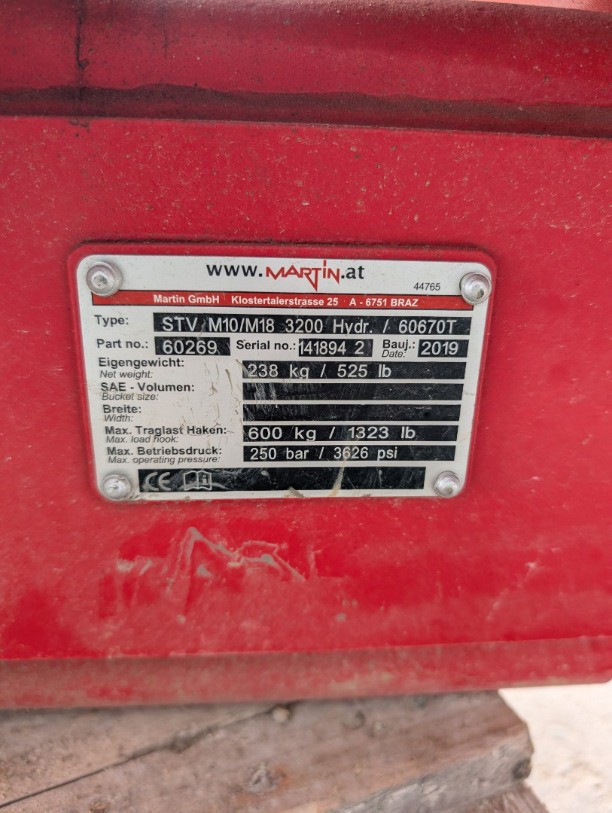 www.MARTIN.at
44765
Martin GmbH Klostertalerstrasse 25 · A - 6751 BRAZ
Type: STV M10/M18 3200 Hydr. / 60670T
Part no.: 60269 Serial no.: 141894 2 Bauj.: 2019
Date:
Eigengewicht: 238 kg / 525 lb
Net weight:
SAE - Volumen:
Bucket size:
Breite:
Width:
Max. Traglast Haken: 600 kg / 1323 lb
Max. load hook:
Max. Betriebsdruck: 250 bar / 3626 psi
Max. operating pressure:
CE